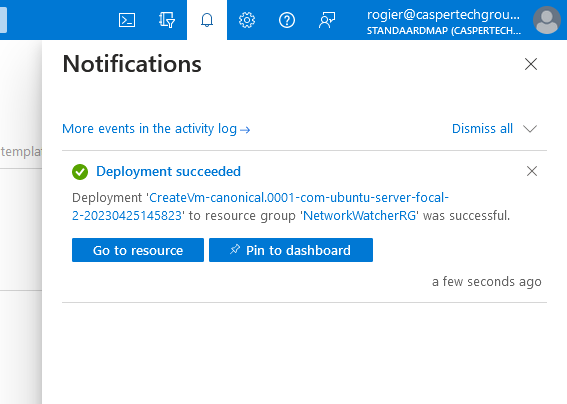 rogier@caspertechgrou...
STANDAARDMAP (CASPERTECH...
Notifications
templat
More events in the activity log →
Dismiss all
Deployment succeeded
Deployment 'CreateVm-canonical.0001-com-ubuntu-server-focal-
2-20230425145823' to resource group 'NetworkWatcherRG' was successful.
Go to resource
Pin to dashboard
a few seconds ago